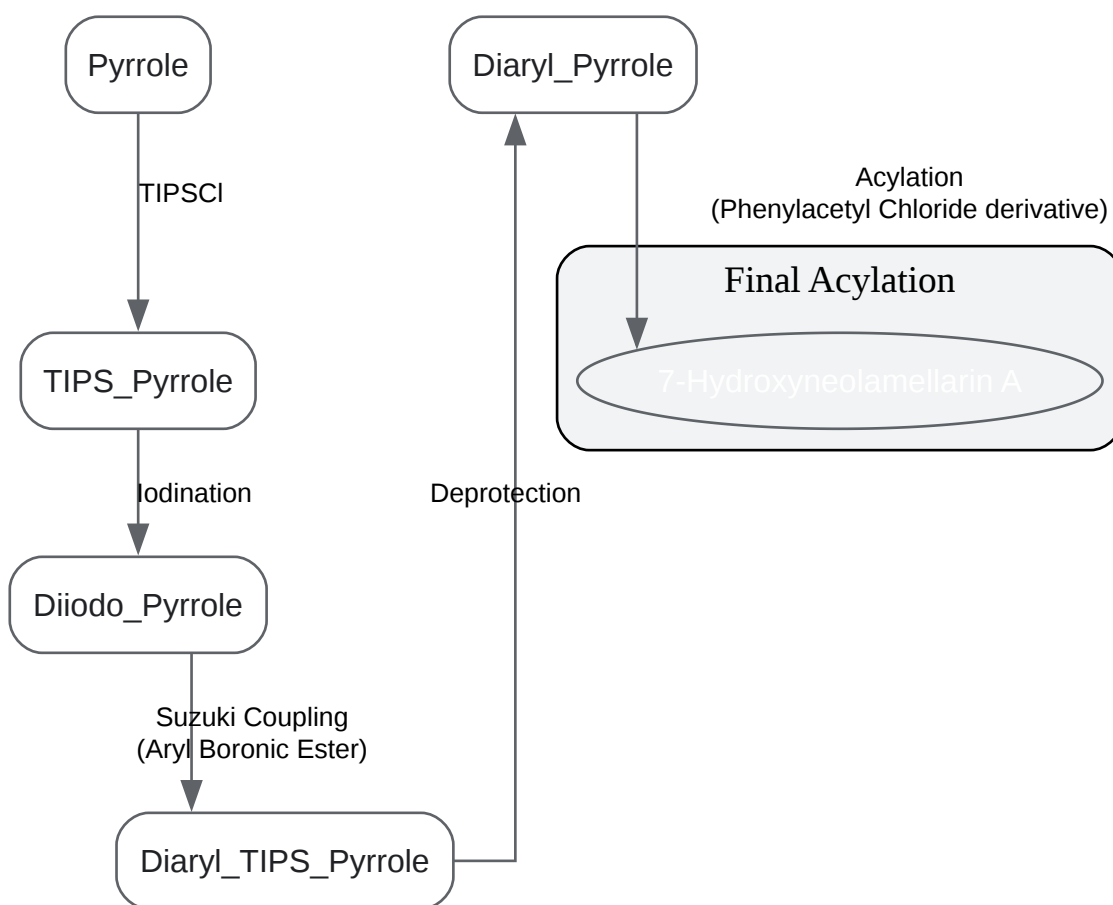 Pyrrole
TIPSCl
TIPS_Pyrrole
Iodination
Diiodo_Pyrrole
Suzuki Coupling
(Aryl Boronic Ester)
Diaryl_TIPS_Pyrrole
Deprotection
Diaryl_Pyrrole
Acylation
(Phenylacetyl Chloride derivative)
Final Acylation
7-Hydroxyneolamellarin A